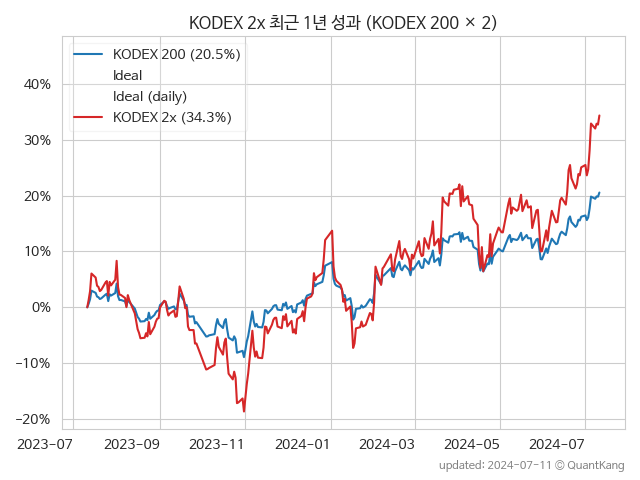 KODEX 2x 최근 1년 성과 (KODEX 200 × 2)
KODEX 200 (20.5%)
Ideal
Ideal (daily)
KODEX 2x (34.3%)
40%
30%
20%
10%
0%
−10%
−20%
2023-07
2023-09
2023-11
2024-01
2024-03
2024-05
2024-07
updated: 2024-07-11 ⓒ QuantKang